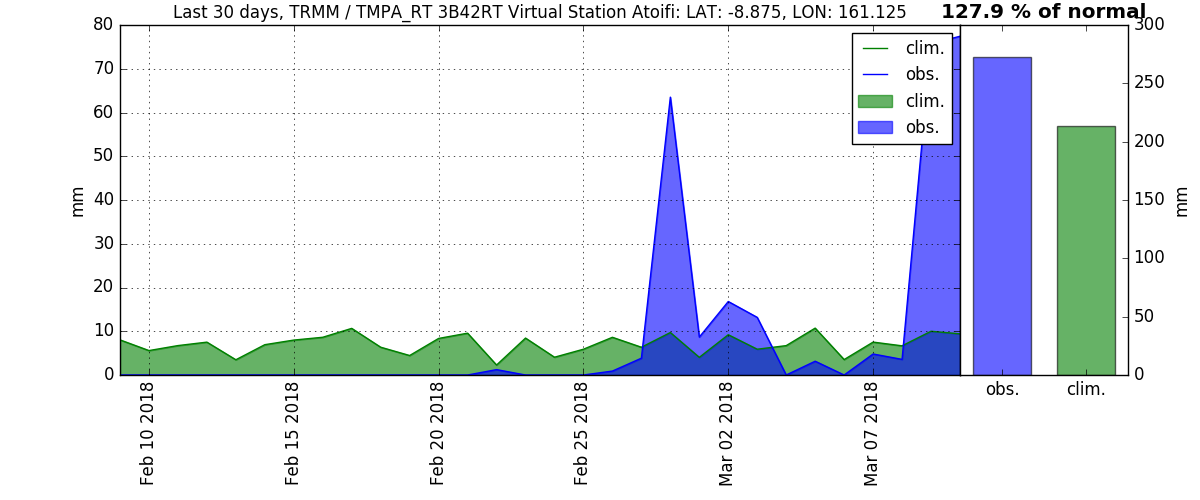 Last 30 days, TRMM / TMPA_RT 3B42RT Virtual Station Atoifi: LAT: -8.875, LON: 161.125
127.9 % of normal
80
70
60
50
40
30
20
10
0
mm
clim.
obs.
clim.
obs.
300
250
200
150
100
50
0
mm
Feb 10 2018
Feb 15 2018
Feb 20 2018
Feb 25 2018
Mar 02 2018
Mar 07 2018
obs.
clim.